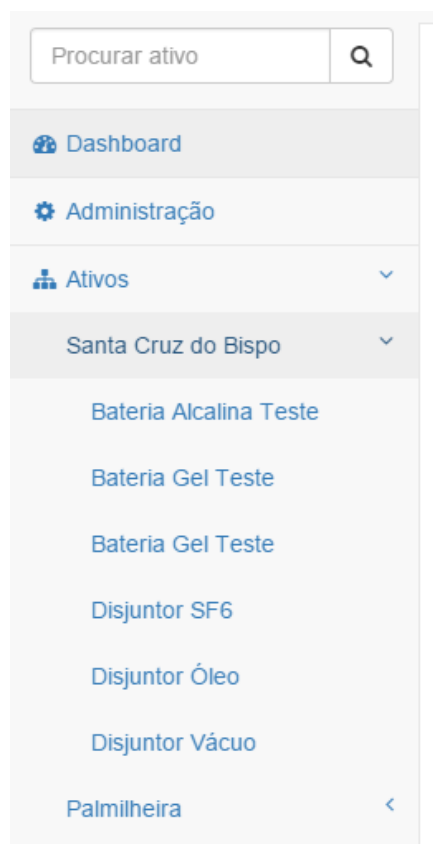 Procurar ativo
Dashboard
Administração
Ativos
Santa Cruz do Bispo
Bateria Alcalina Teste
Bateria Gel Teste
Bateria Gel Teste
Disjuntor SF6
Disjuntor Óleo
Disjuntor Vácuo
Palmilheira